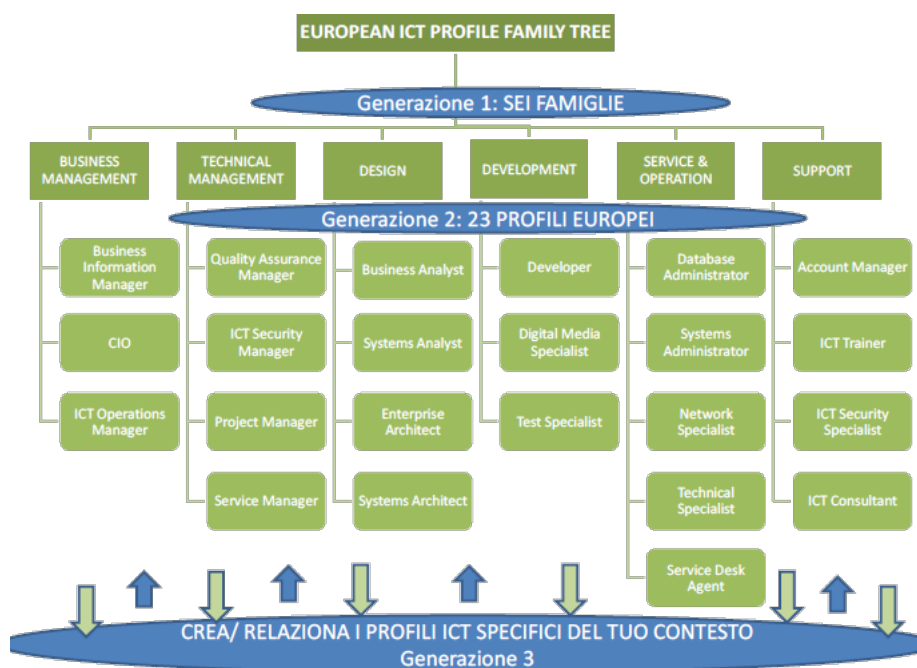 EUROPEAN ICT PROFILE FAMILY TREE
Generazione 1: SEI FAMIGLIE
BUSINESS
MANAGEMENT
TECHNICAL
MANAGEMENT
DESIGN
DEVELOPMENT
SERVICE &
OPERATION
SUPPORT
Generazione 2: 23 PROFILI EUROPEI
Business
Information
Manager
Quality Assurance
Manager
Business Analyst
Developer
Database
Administrator
Account Manager
CIO
ICT Security
Manager
Systems Analyst
Digital Media
Specialist
Systems
Administrator
ICT Trainer
ICT Operations
Manager
Project Manager
Enterprise
Architect
Test Specialist
Network
Specialist
ICT Security
Specialist
Service Manager
Systems Architect
Technical
Specialist
ICT Consultant
Service Desk
Agent
CREA/ RELAZIONA I PROFILI ICT SPECIFICI DEL TUO CONTESTO
Generazione 3